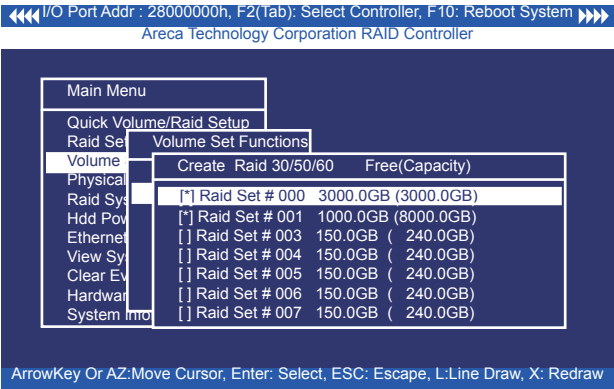 I/O Port Addr : 28000000h, F2(Tab): Select Controller, F10: Reboot System
Areca Technology Corporation RAID Controller
Main Menu
Quick Volume/Raid Setup
Raid Set
Volume Set Functions
Volume
Create Raid 30/50/60 Free(Capacity)
Physical
[*] Raid Set # 000 3000.0GB (3000.0GB)
Raid Sys
[*] Raid Set # 001 1000.0GB (8000.0GB)
Hdd Pow
[ ] Raid Set # 003 150.0GB ( 240.0GB)
Ethernet
[ ] Raid Set # 004 150.0GB ( 240.0GB)
View Sy
[ ] Raid Set # 005 150.0GB ( 240.0GB)
Clear Ev
[ ] Raid Set # 006 150.0GB ( 240.0GB)
Hardwar
[ ] Raid Set # 007 150.0GB ( 240.0GB)
System Info
ArrowKey Or AZ:Move Cursor, Enter: Select, ESC: Escape, L:Line Draw, X: Redraw